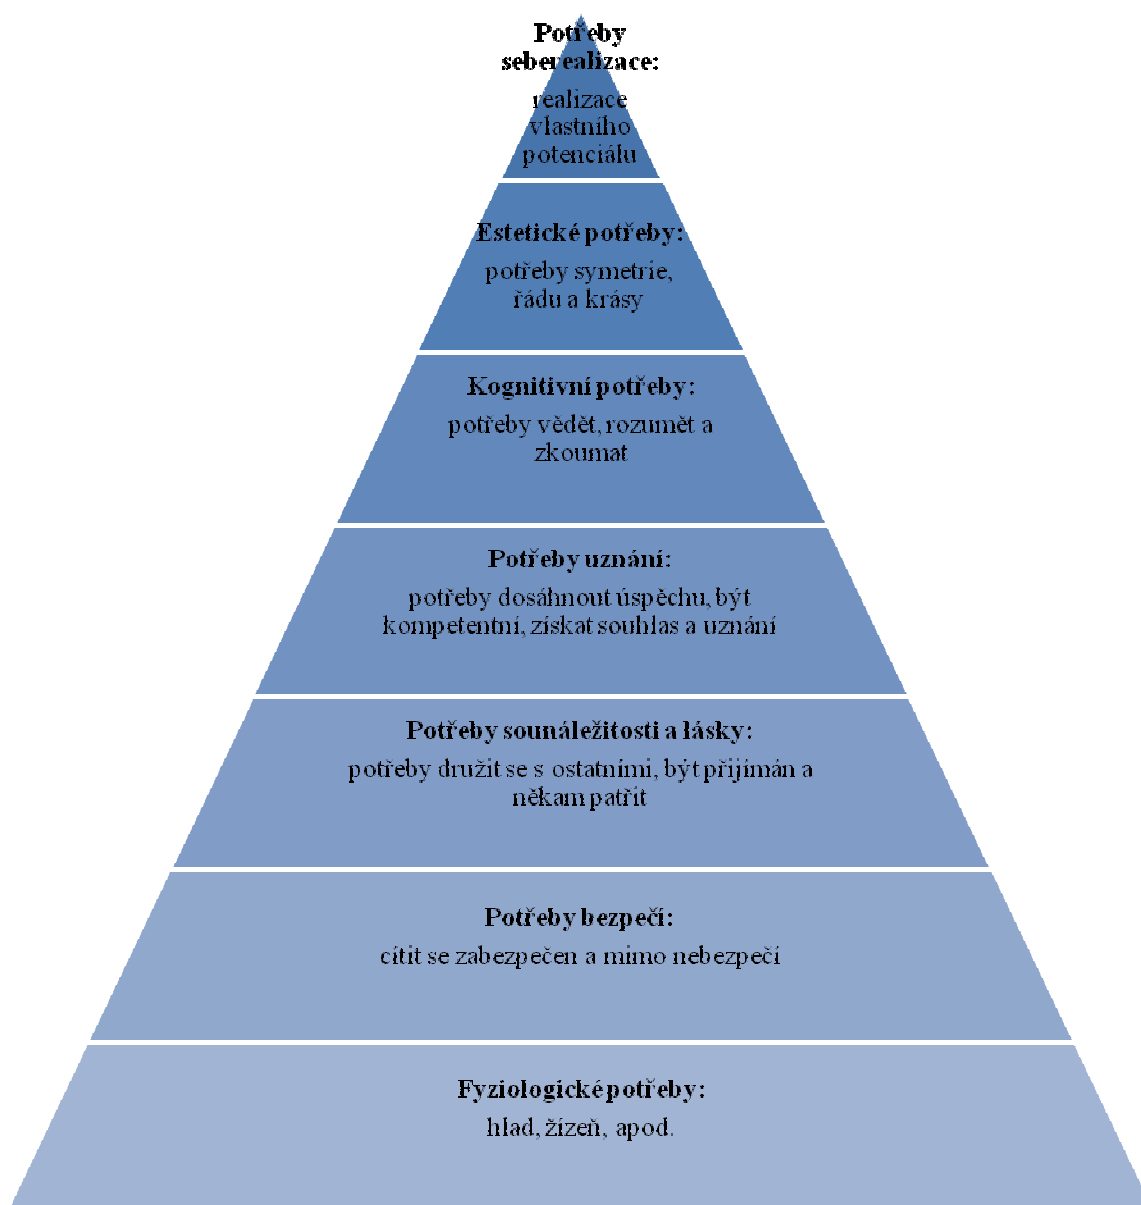 Potřeby
seberealizace:
realizace
vlastního
potenciálu
Estetické potřeby:
potřeby symetrie,
řádu a krásy
Kognitivní potřeby:
potřeby vědět, rozumět a
zkoumat
Potřeby uznání:
potřeby dosáhnout úspěchu, být
kompetentní, získat souhlas a uznání
Potřeby sounáležitosti a lásky:
potřeby družit se s ostatními, být přijímán a
někam patřit
Potřeby bezpečí:
cítit se zabezpečen a mimo nebezpečí
Fyziologické potřeby:
hlad, žízeň, apod.